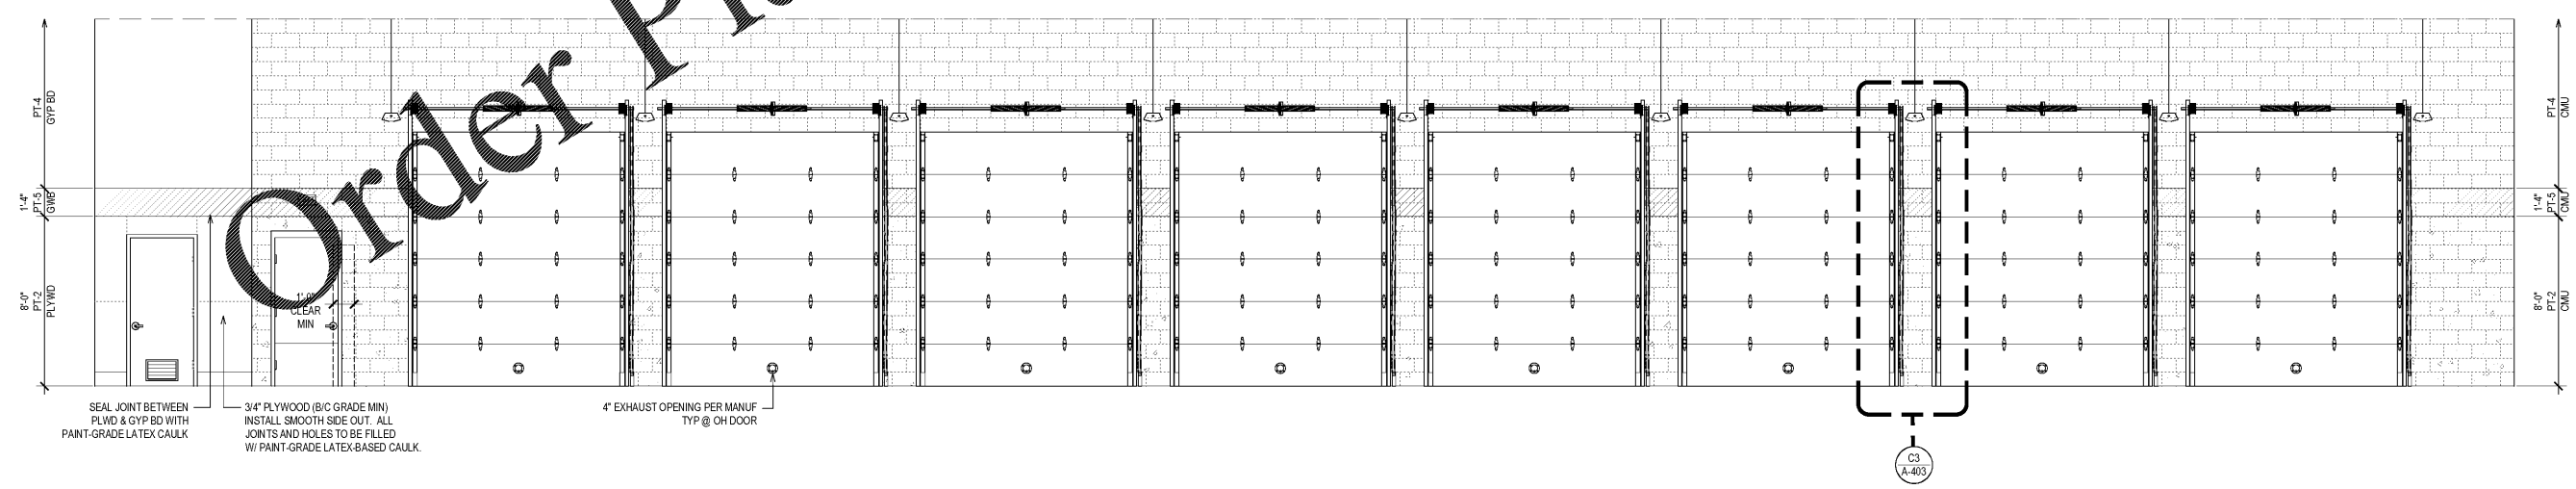 Order Pl
PT-4
GYP BD
1'-4"
PT-5
GWB
8'-0"
PT-2
PLYWD
CLEAR
MIN
SEAL JOINT BETWEEN
PLWD & GYP BD WITH
PAINT-GRADE LATEX CAULK
3/4" PLYWOOD (B/C GRADE MIN)
INSTALL SMOOTH SIDE OUT. ALL
JOINTS AND HOLES TO BE FILLED
W/ PAINT-GRADE LATEX-BASED CAULK.
4" EXHAUST OPENING PER MANUF
TYP @ OH DOOR
C3
A-403
PT-4
CMU
1'-4"
PT-5
CMU
8'-0"
PT-2
CMU